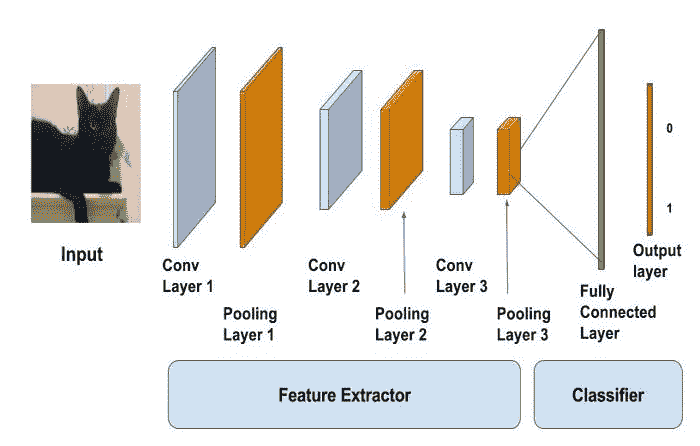 Input
Conv
Layer 1
Pooling
Layer 1
Conv
Layer 2
Pooling
Layer 2
Conv
Layer 3
Pooling
Layer 3
Fully
Connected
Layer
0
1
Output
layer
Feature Extractor
Classifier